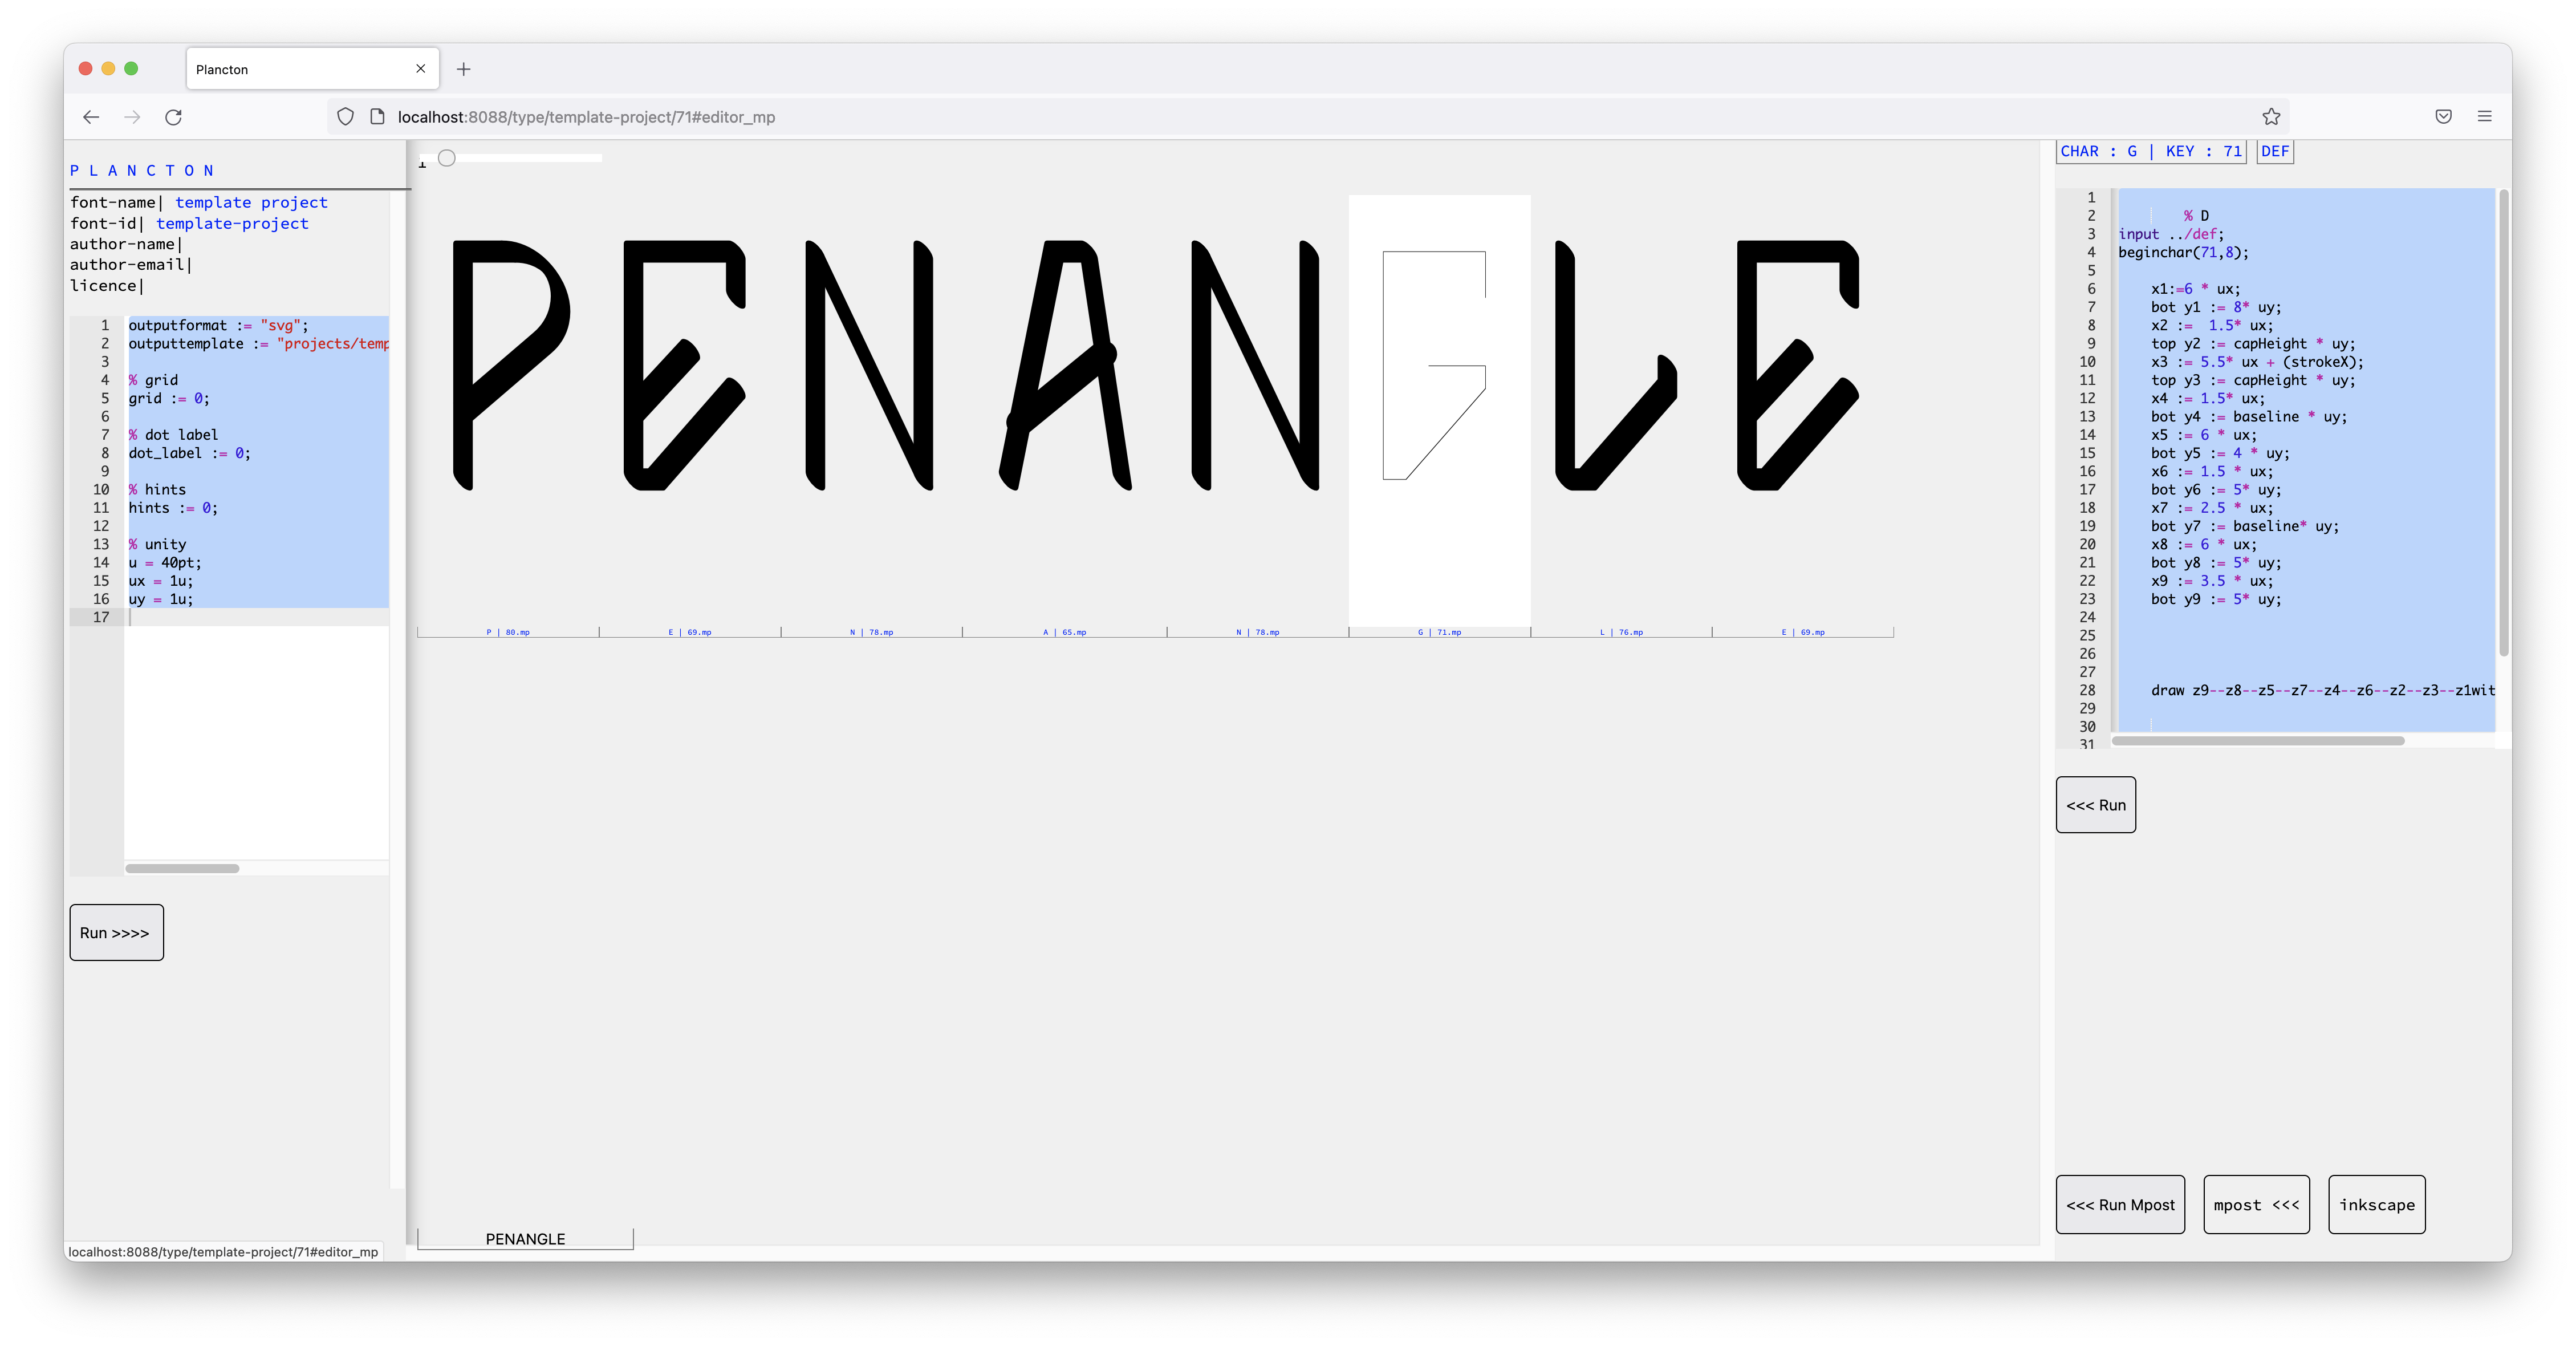 Plancton
localhost:8088/type/template-project/71#editor_mp
PLANCTON
font-name| template project
font-id| template-project
author-name|
author-email|
licence|
1 outputformat := "svg";
2 outputtemplate := "projects/temp
3
4 % grid
5 grid := 0;
6
7 % dot label
8 dot_label := 0;
9
10 % hints
11 hints := 0;
12
13 % unity
14 u = 40pt;
15 ux = 1u;
16 uy = 1u;
17
Run >>>>
localhost:8088/type/template-project/71#editor_mp
1
PENANGLE
P | 80.mp
E | 69.mp
N | 78.mp
A | 65.mp
N | 78.mp
G | 71.mp
L | 76.mp
E | 69.mp
PENANGLE
CHAR : G | KEY : 71
DEF
1
2 % D
3 input ../def;
4 beginchar(71,8);
5
6 x1:=6 * ux;
7 bot y1 := 8* uy;
8 x2 := 1.5* ux;
9 top y2 := capHeight * uy;
10 x3 := 5.5* ux + (strokeX);
11 top y3 := capHeight * uy;
12 x4 := 1.5* ux;
13 bot y4 := baseline * uy;
14 x5 := 6 * ux;
15 bot y5 := 4 * uy;
16 x6 := 1.5 * ux;
17 bot y6 := 5* uy;
18 x7 := 2.5 * ux;
19 bot y7 := baseline* uy;
20 x8 := 6 * ux;
21 bot y8 := 5* uy;
22 x9 := 3.5 * ux;
23 bot y9 := 5* uy;
24
25
26
27
28 draw z9--z8--z5--z7--z4--z6--z2--z3--z1wit
29
30
31
<<< Run
<<< Run Mpost
mpost <<<
inkscape